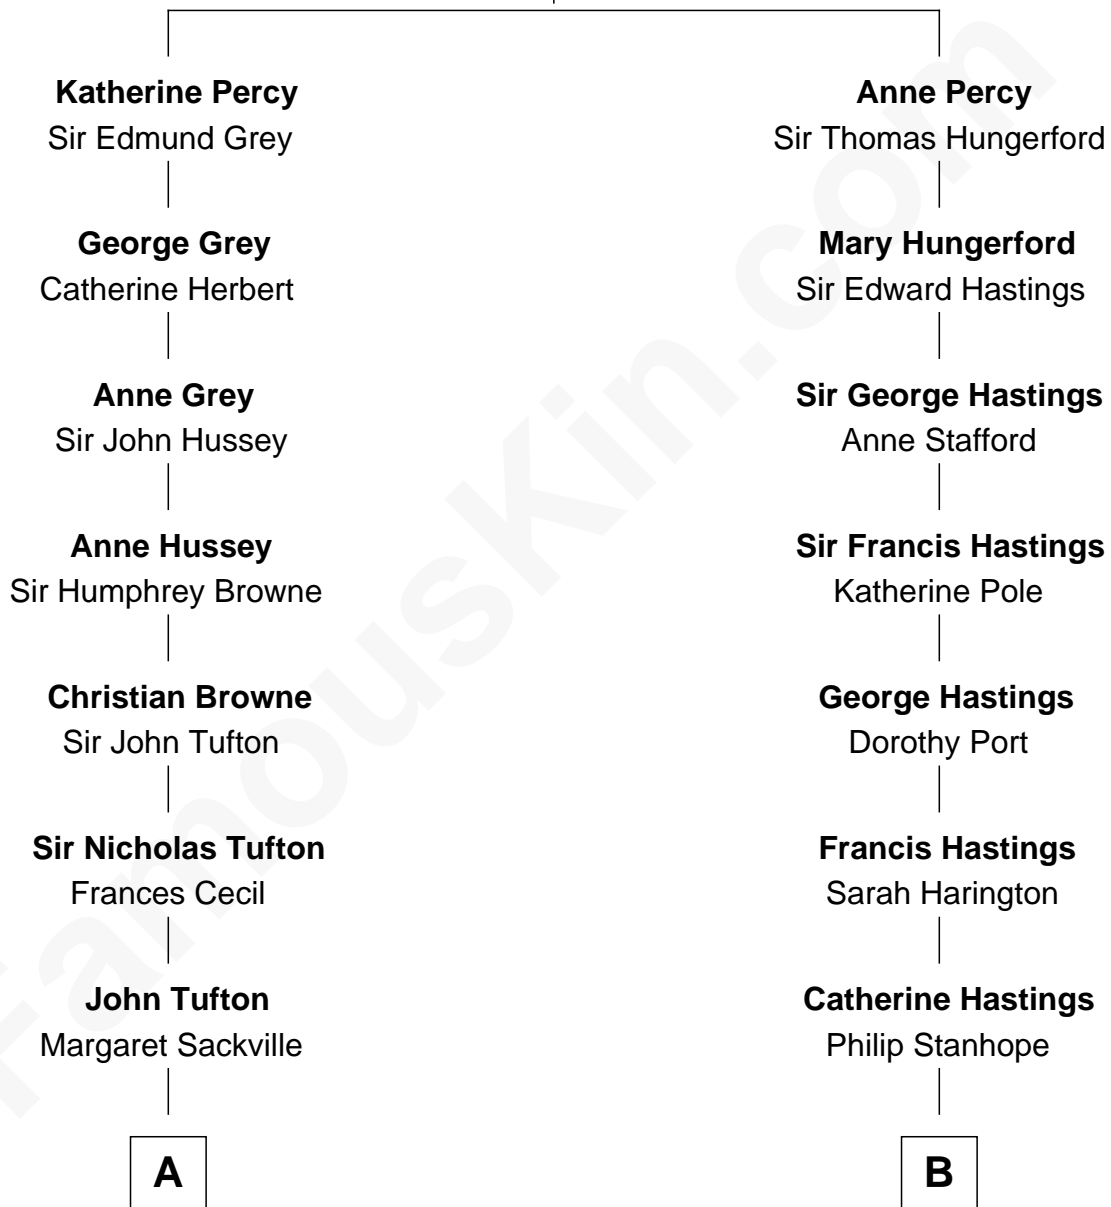 Katherine Percy
Sir Edmund Grey
George Grey
Catherine Herbert
Anne Grey
Sir John Hussey
Anne Hussey
Sir Humphrey Browne
Christian Browne
Sir John Tufton
Sir Nicholas Tufton
Frances Cecil
John Tufton
Margaret Sackville
A
Anne Percy
Sir Thomas Hungerford
Mary Hungerford
Sir Edward Hastings
Sir George Hastings
Anne Stafford
Sir Francis Hastings
Katherine Pole
George Hastings
Dorothy Port
Francis Hastings
Sarah Harington
Catherine Hastings
Philip Stanhope
B
FamousKin.com